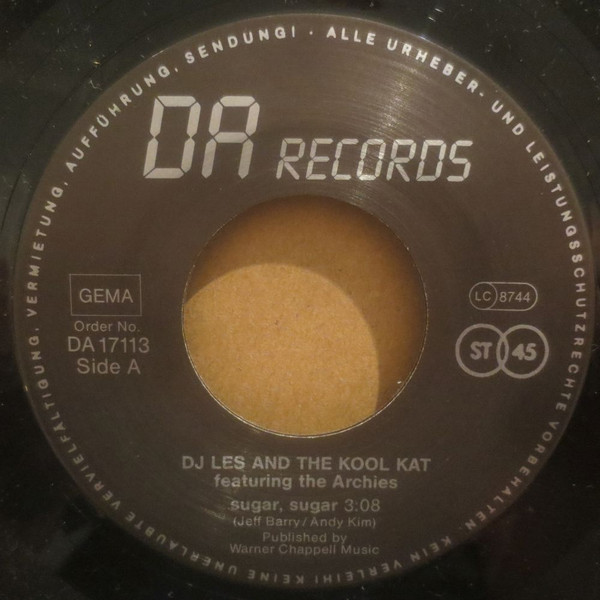 ALLE URHEBER- UND LEISTUNGSSCHUTZRECHTE VORBEHALTEN. KEIN VERLEIH! KEINE UNERLAUBTE VERVIELFÄLTIGUNG, VERMIETUNG, AUFFÜHRUNG, SENDUNG! ·
DA RECORDS
GEMA
Order No.
DA 17113
Side A
LC 8744
ST 45
DJ LES AND THE KOOL KAT
featuring the Archies
sugar, sugar 3:08
(Jeff Barry / Andy Kim)
Published by
Warner Chappell Music